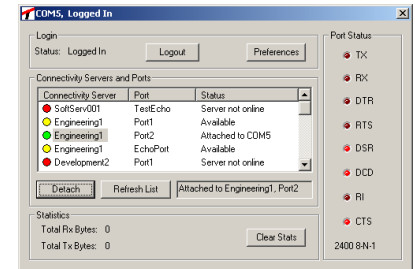 COM5, Logged In
Login
Status: Logged In
Logout
Preferences
Connectivity Servers and Ports
Connectivity Server Port Status
SoftServ001 TestEcho Server not online
Engineering1 Port1 Available
Engineering1 Port2 Attached to COM5
Engineering1 EchoPort Available
Development2 Port1 Server not online
Detach
Refresh List
Attached to Engineering1, Port2
Statistics
Total Rx Bytes: 0
Total Tx Bytes: 0
Clear Stats
Port Status
TX
RX
DTR
RTS
DSR
DCD
RI
CTS
2400 8-N-1